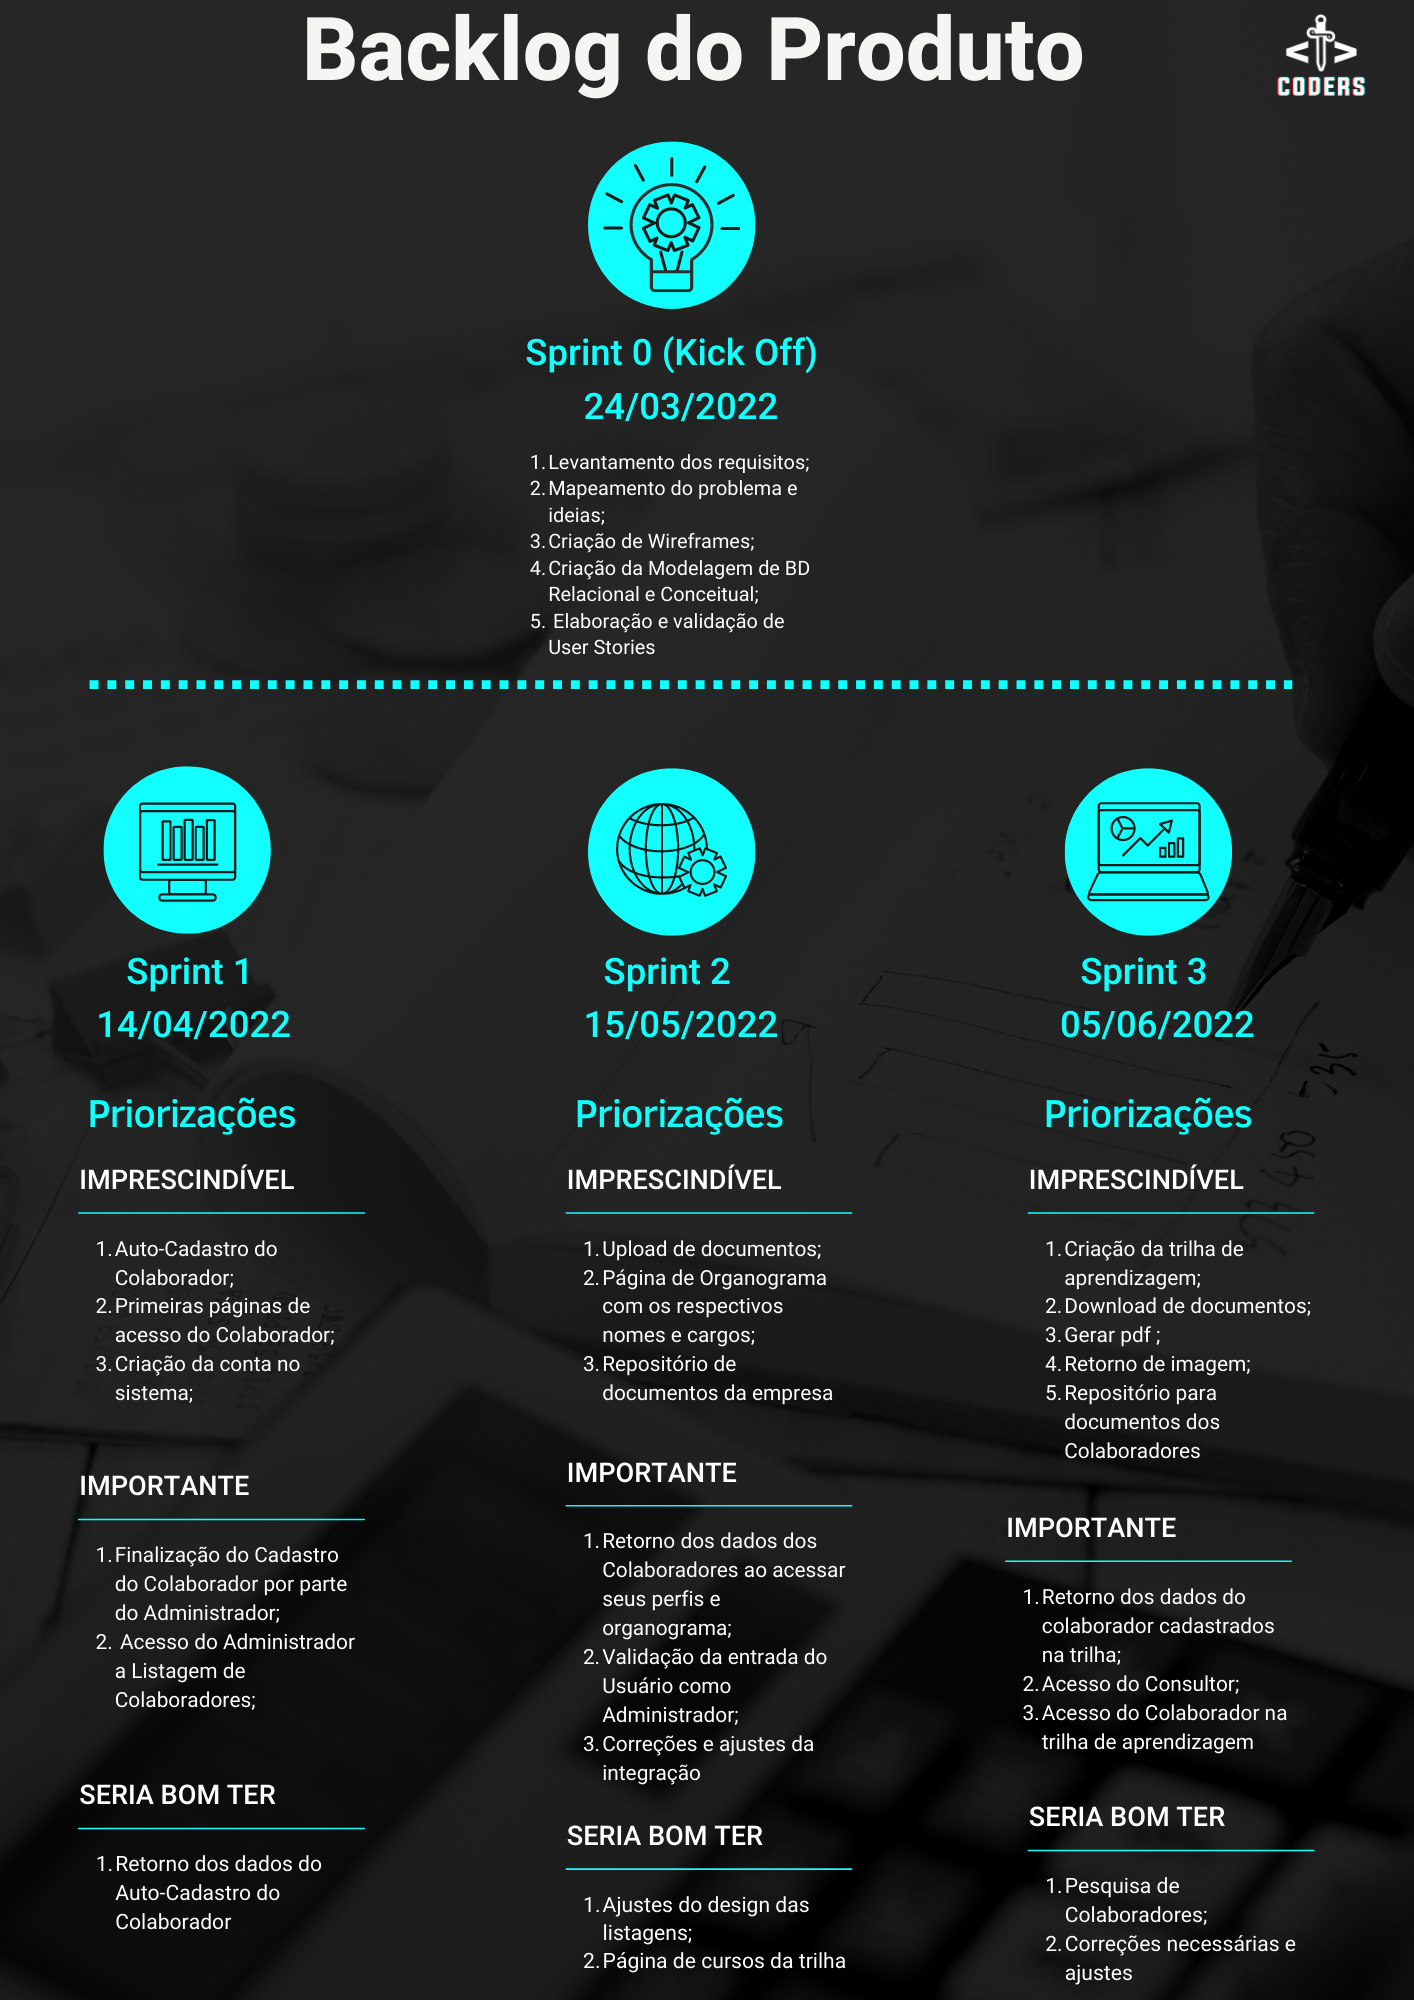 Backlog do Produto
CODERS
Sprint 0 (Kick Off)
24/03/2022
1. Levantamento dos requisitos;
2. Mapeamento do problema e
ideias;
3. Criação de Wireframes;
4. Criação da Modelagem de BD
Relacional e Conceitual;
5. Elaboração e validação de
User Stories
Sprint 1
14/04/2022
Priorizações
IMPRESCINDÍVEL
1. Auto-Cadastro do
Colaborador;
2. Primeiras páginas de
acesso do Colaborador;
3. Criação da conta no
sistema;
IMPORTANTE
1. Finalização do Cadastro
do Colaborador por parte
do Administrador;
2. Acesso do Administrador
a Listagem de
Colaboradores;
SERIA BOM TER
1. Retorno dos dados do
Auto-Cadastro do
Colaborador
Sprint 2
15/05/2022
Priorizações
IMPRESCINDÍVEL
1. Upload de documentos;
2. Página de Organograma
com os respectivos
nomes e cargos;
3. Repositório de
documentos da empresa
IMPORTANTE
1. Retorno dos dados dos
Colaboradores ao acessar
seus perfis e
organograma;
2. Validação da entrada do
Usuário como
Administrador;
3. Correções e ajustes da
integração
SERIA BOM TER
1. Ajustes do design das
listagens;
2. Página de cursos da trilha
Sprint 3
05/06/2022
Priorizações
IMPRESCINDÍVEL
1. Criação da trilha de
aprendizagem;
2. Download de documentos;
3. Gerar pdf ;
4. Retorno de imagem;
5. Repositório para
documentos dos
Colaboradores
IMPORTANTE
1. Retorno dos dados do
colaborador cadastrados
na trilha;
2. Acesso do Consultor;
3. Acesso do Colaborador na
trilha de aprendizagem
SERIA BOM TER
1. Pesquisa de
Colaboradores;
2. Correções necessárias e
ajustes